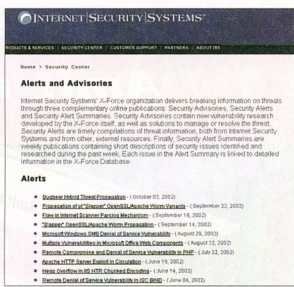 INTERNET|SECURITY|SYSTEMS™
PRODUCTS & SERVICES | SECURITY CENTER | CUSTOMER SUPPORT | PARTNERS | ABOUT ISS
Home > Security Center
Alerts and Advisories
Internet Security Systems' X-Force organization delivers breaking information on threats
through three complementary online publications: Security Advisories, Security Alerts
and Security Alert Summaries. Security Advisories contain new vulnerability research
developed by the X-Force itself, as well as solutions to manage or resolve the threat.
Security Alerts are timely compilations of threat information, both from Internet Security
Systems and from other, external resources. Finally, Security Alert Summaries are
weekly publications containing short descriptions of security issues identified and
researched during the past week. Each issue in the Alert Summary is linked to detailed
information in the X-Force Database.
Alerts
Bugbear Hybrid Threat Propagation - (October 03, 2002)
Propagation of "Slapper" OpenSSL/Apache Worm Variants - (September 22, 2002)
Flaw in Internet Scanner Parsing Mechanism - (September 18, 2002)
"Slapper" OpenSSL/Apache Worm Propagation - (September 14, 2002)
Microsoft Windows SMB Denial of Service Vulnerability - (August 29, 2002)
Multiple Vulnerabilities in Microsoft Office Web Components - (August 23, 2002)
Remote Compromise and Denial of Service Vulnerability in PHP - (July 22, 2002)
Apache HTTP Server Exploit in Circulation - (June 19, 2002)
Heap Overflow in IIS HTR Chunked Encoding - (June 14, 2002)
Remote Denial of Service Vulnerability in ISC BIND - (June 04, 2002)